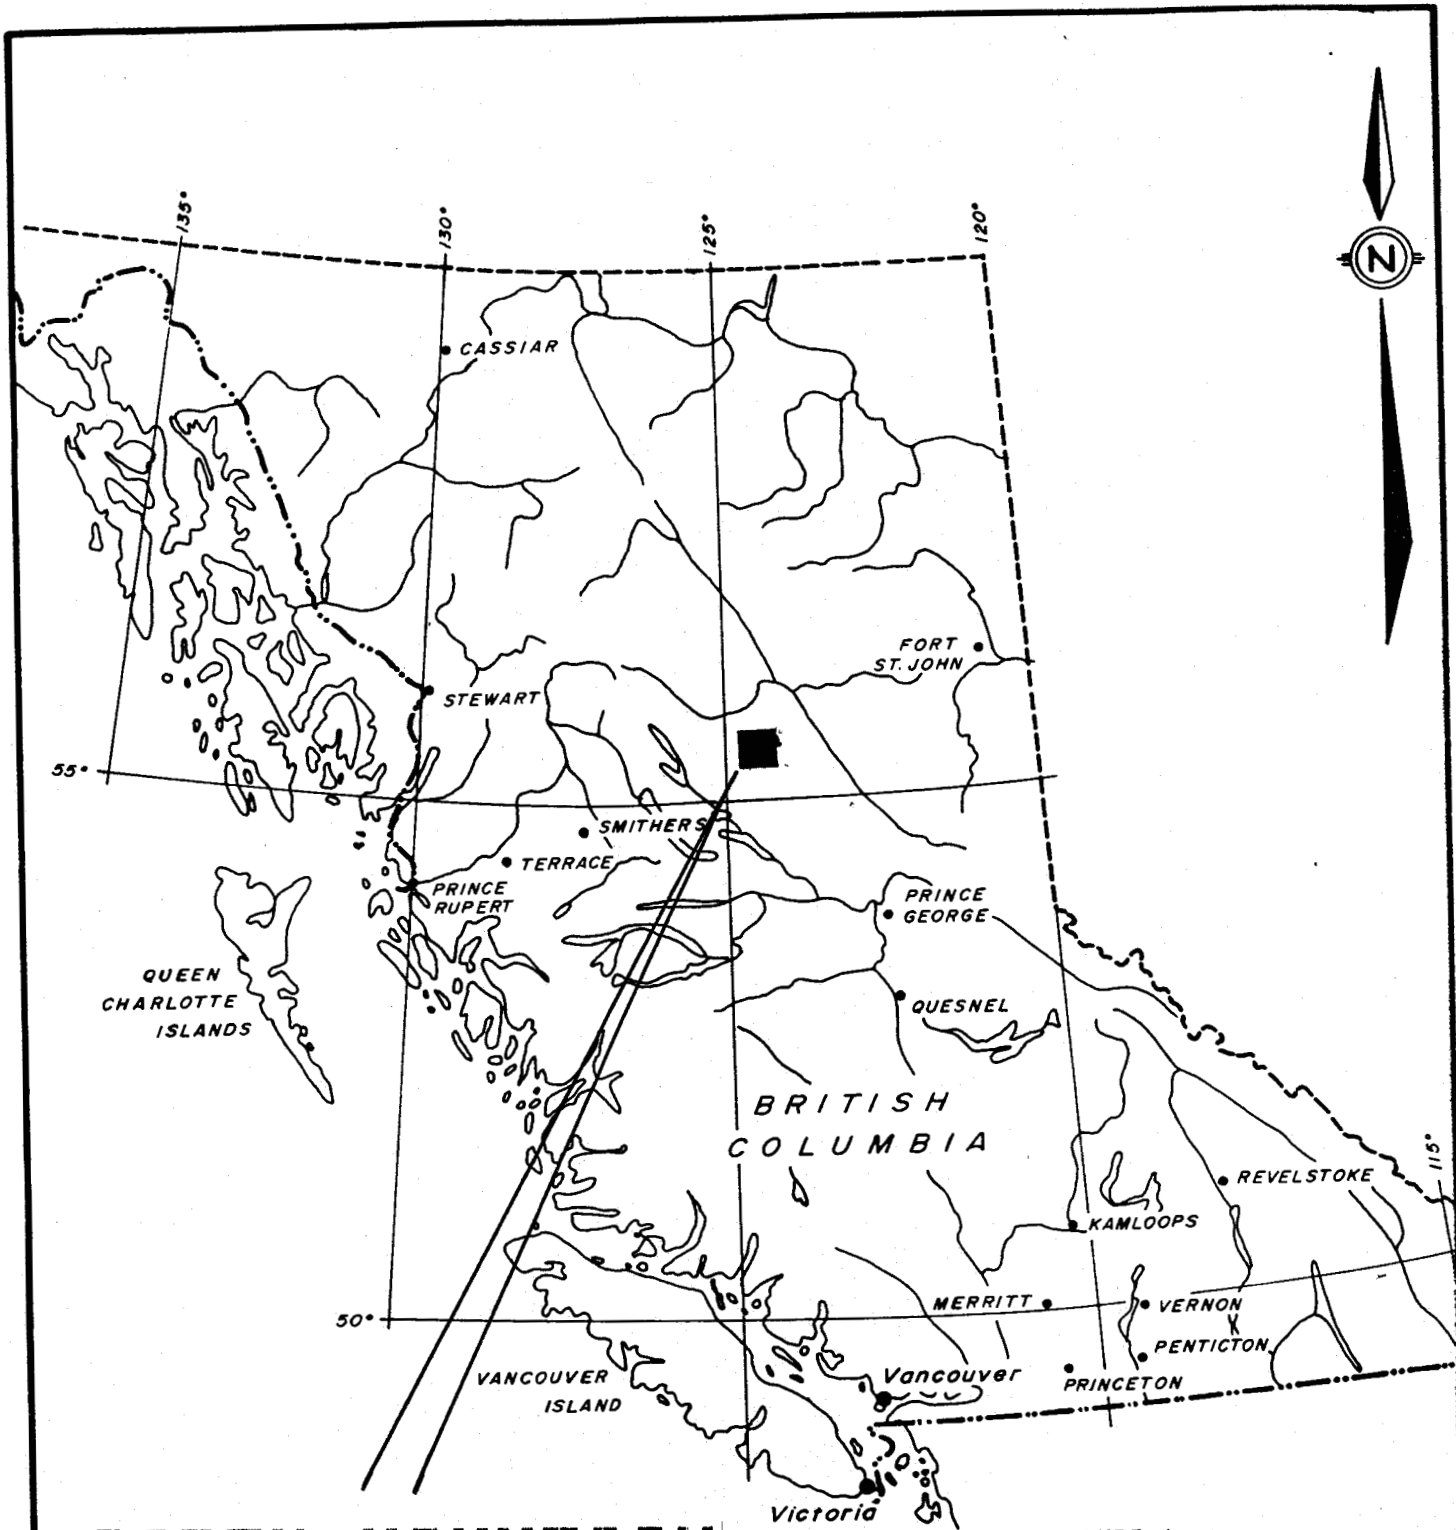 135°
130°
125°
120°
N
CASSIAR
FORT
ST. JOHN
STEWART
55°
SMITHERS
TERRACE
PRINCE
RUPERT
PRINCE
GEORGE
QUEEN
CHARLOTTE
ISLANDS
QUESNEL
BRITISH
COLUMBIA
115°
REVELSTOKE
KAMLOOPS
50°
MERRITT
VERNON
X
PENTICTON
VANCOUVER
ISLAND
Vancouver
PRINCETON
Victoria